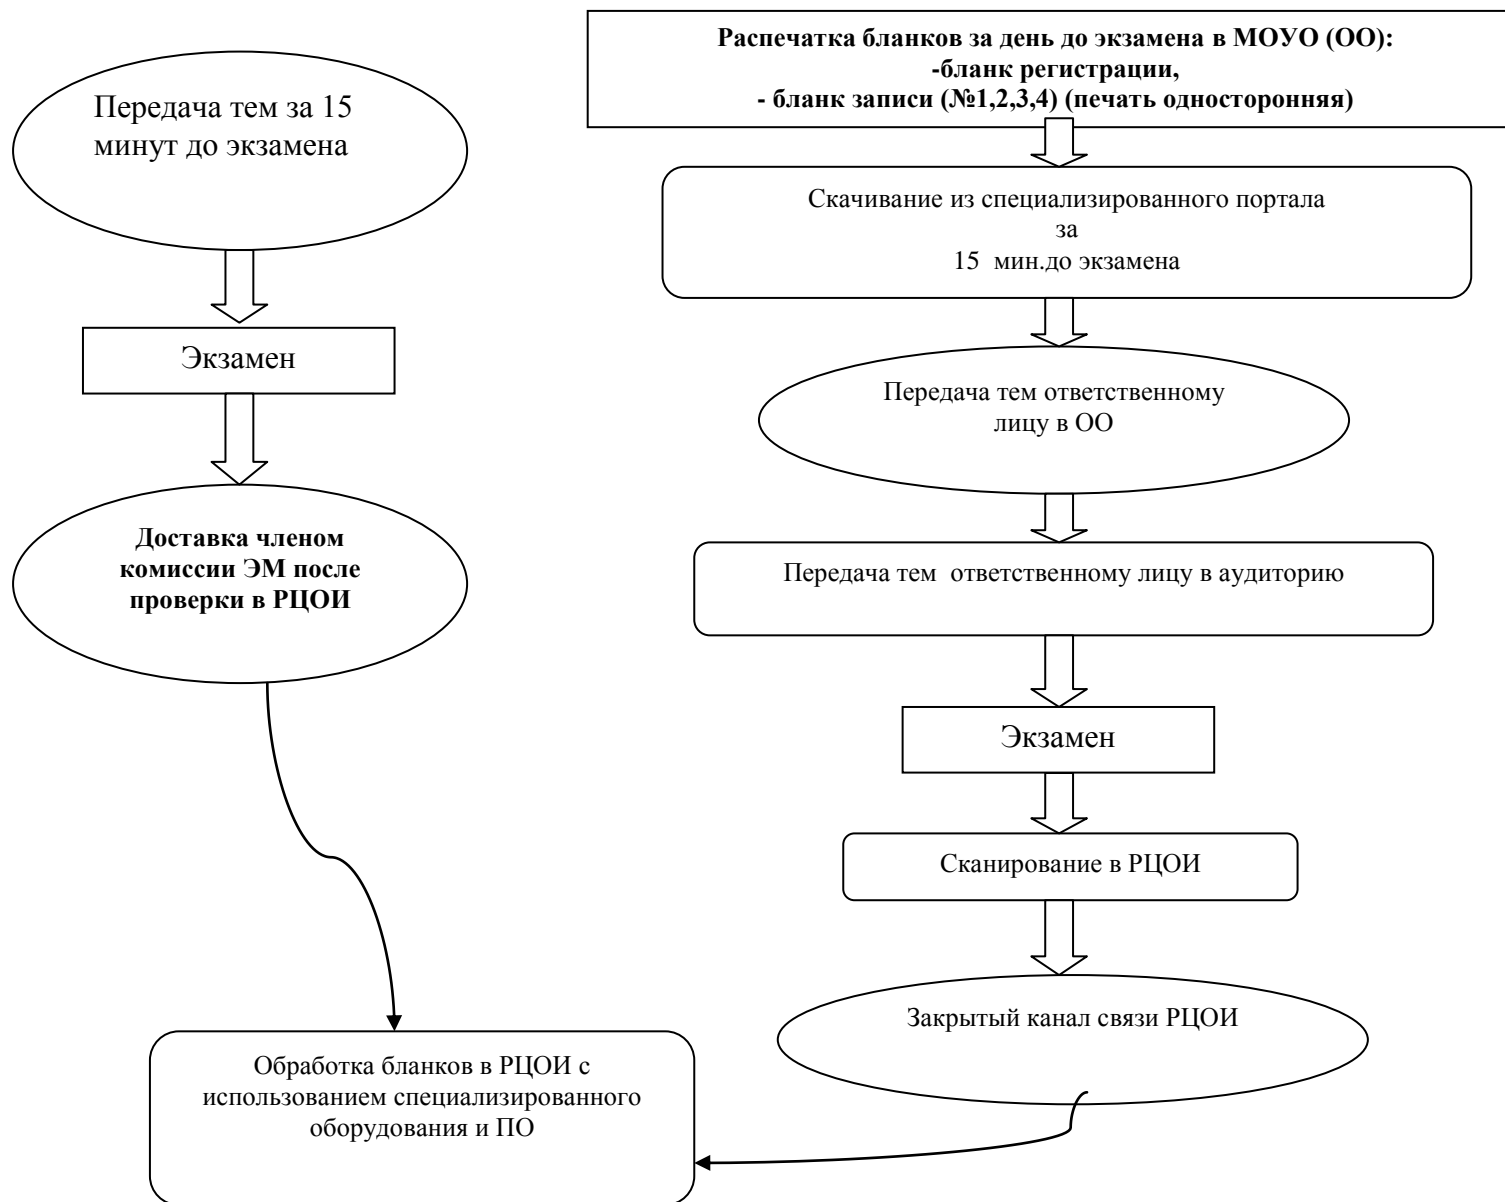 Передача тем за 15
минут до экзамена
Экзамен
Доставка членом
комиссии ЭМ после
проверки в РЦОИ
Распечатка бланков за день до экзамена в МОУО (ОО):
-бланк регистрации,
- бланк записи (№1,2,3,4) (печать односторонняя)
Скачивание из специализированного портала
за
15 мин.до экзамена
Передача тем ответственному
лицу в ОО
Передача тем ответственному лицу в аудиторию
Экзамен
Сканирование в РЦОИ
Закрытый канал связи РЦОИ
Обработка бланков в РЦОИ с
использованием специализированного
оборудования и ПО